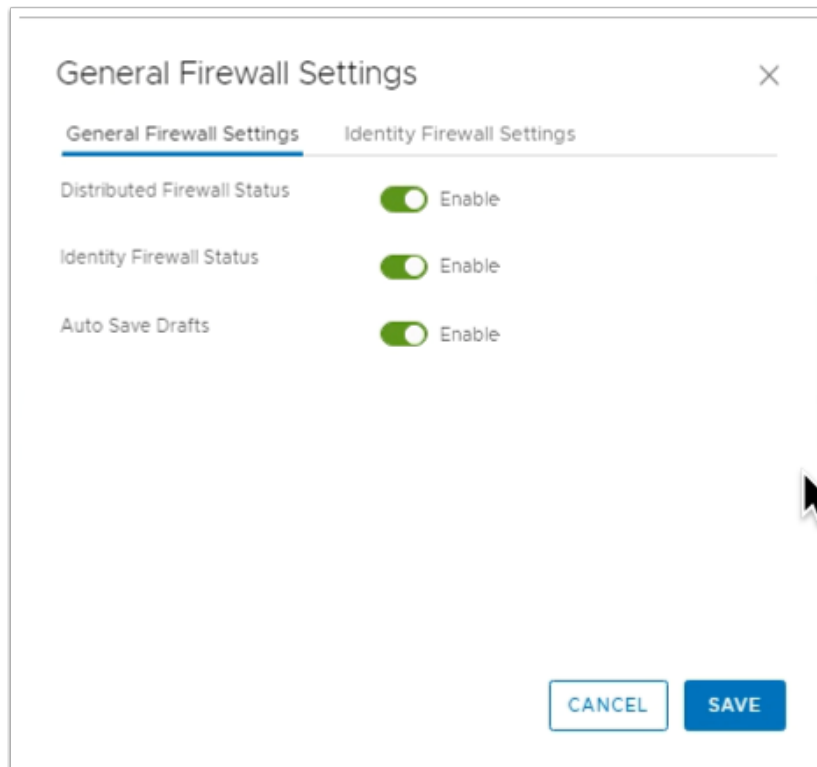 General Firewall Settings
General Firewall Settings Identity Firewall Settings
Distributed Firewall Status Enable
Identity Firewall Status Enable
Auto Save Drafts Enable
CANCEL SAVE